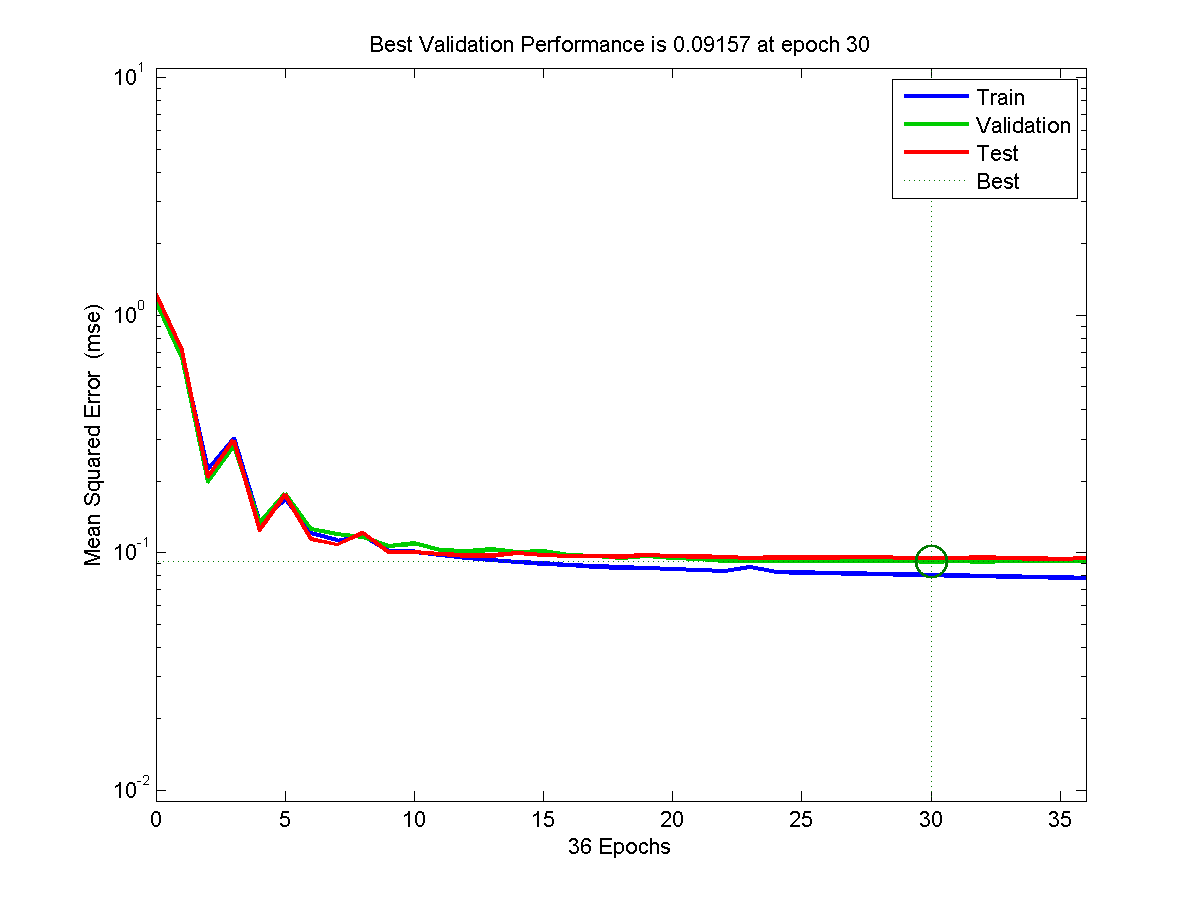 Best Validation Performance is 0.09157 at epoch 30
10^1
Train
Validation
Test
Best
10^0
Mean Squared Error (mse)
10^-1
10^-2
0 5 10 15 20 25 30 35
36 Epochs